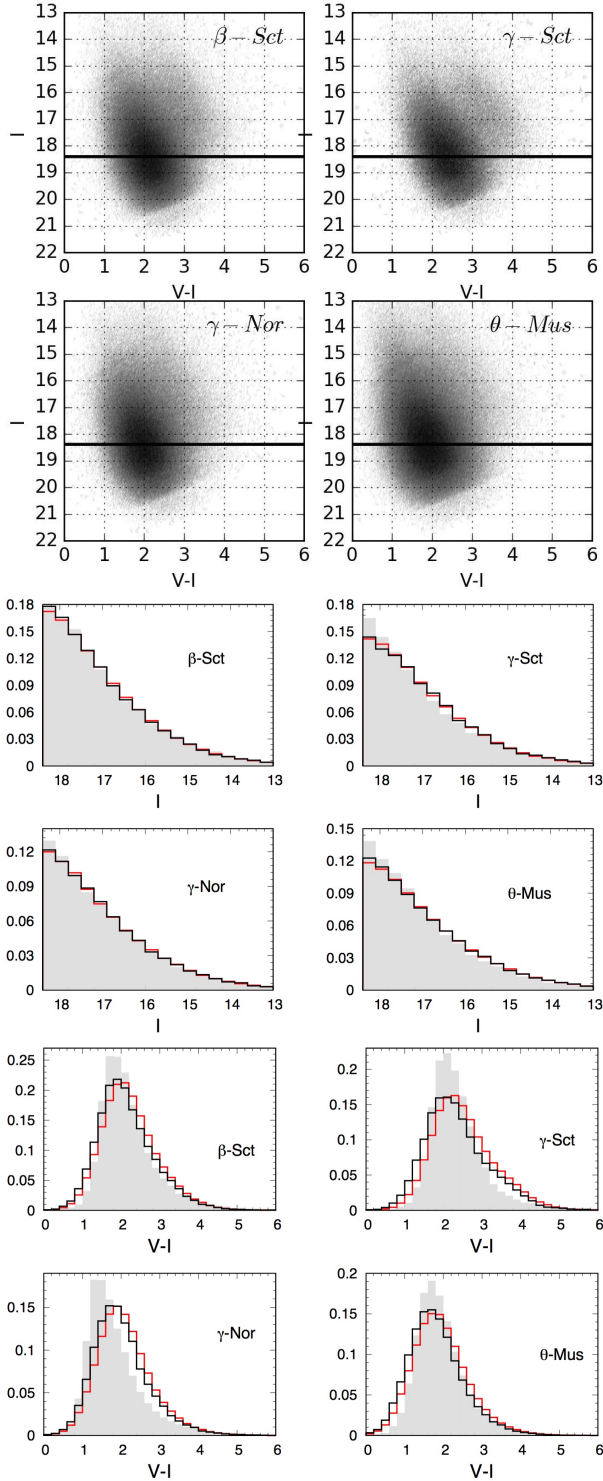 13
14
15
16
17
18
19
20
21
22
I
β − Sct
0 1 2 3 4 5 6
V-I
13
14
15
16
17
18
19
20
21
22
I
γ − Sct
0 1 2 3 4 5 6
V-I
13
14
15
16
17
18
19
20
21
22
I
γ − Nor
0 1 2 3 4 5 6
V-I
13
14
15
16
17
18
19
20
21
22
I
θ − Mus
0 1 2 3 4 5 6
V-I
0.18
0.15
0.12
0.09
0.06
0.03
0
β-Sct
18 17 16 15 14 13
I
0.18
0.15
0.12
0.09
0.06
0.03
0
γ-Sct
18 17 16 15 14 13
I
0.12
0.09
0.06
0.03
0
γ-Nor
18 17 16 15 14 13
I
0.15
0.12
0.09
0.06
0.03
0
θ-Mus
18 17 16 15 14 13
I
0.25
0.2
0.15
0.1
0.05
0
β-Sct
0 1 2 3 4 5 6
V-I
0.2
0.15
0.1
0.05
0
γ-Sct
0 1 2 3 4 5 6
V-I
0.15
0.1
0.05
0
γ-Nor
0 1 2 3 4 5 6
V-I
0.2
0.15
0.1
0.05
0
θ-Mus
0 1 2 3 4 5 6
V-I